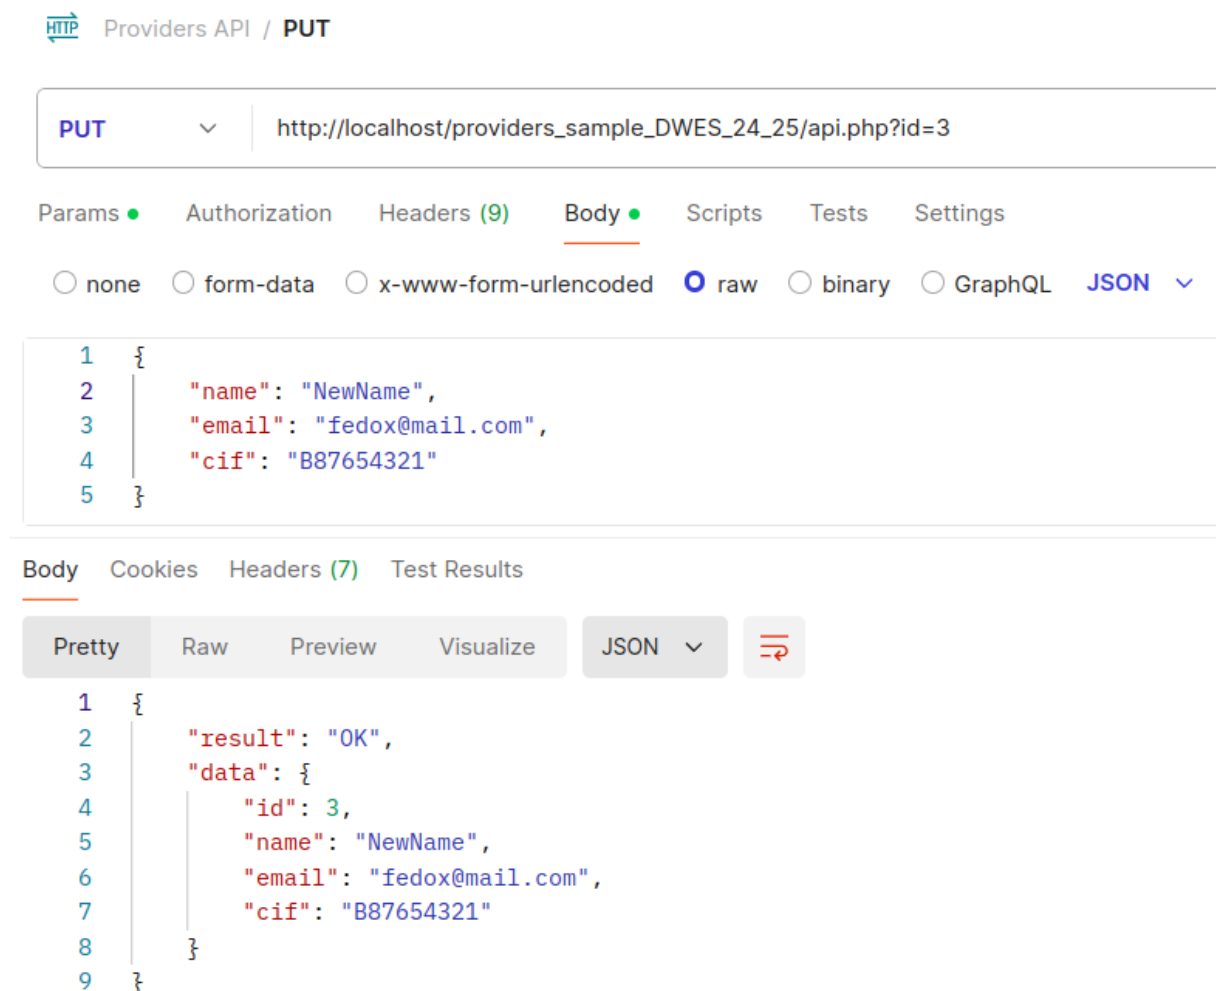 HTTP Providers API / PUT
PUT http://localhost/providers_sample_DWES_24_25/api.php?id=3
Params Authorization Headers (9) Body Scripts Tests Settings
none form-data x-www-form-urlencoded raw binary GraphQL JSON
1 {
2 "name": "NewName",
3 "email": "fedox@mail.com",
4 "cif": "B87654321"
5 }
Body Cookies Headers (7) Test Results
Pretty Raw Preview Visualize JSON
1 {
2 "result": "OK",
3 "data": {
4 "id": 3,
5 "name": "NewName",
6 "email": "fedox@mail.com",
7 "cif": "B87654321"
8 }
9 }